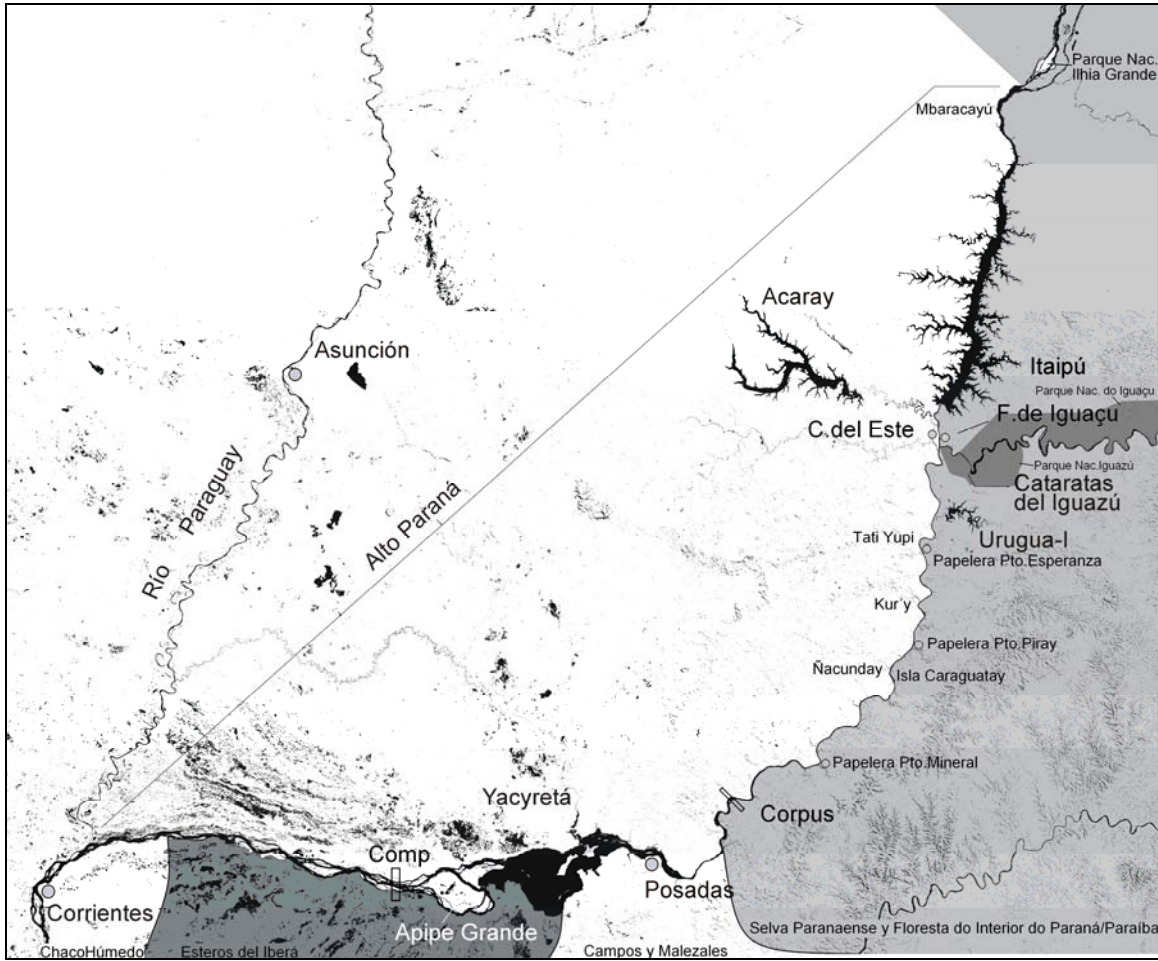 Parque Nac.
Ilhia Grande
Mbaracayú
Acaray
Asunción
Itaipú
Parque Nac. do Iguaçu
F.de Iguaçu
C.del Este
Parque Nac.Iguazú
Cataratas
del Iguazú
Río Paraguay
Alto Paraná
Urugua-I
Tati Yupi
Papelera Pto.Esperanza
Kur´y
Papelera Pto.Piray
Ñacunday
Isla Caraguatay
Papelera Pto.Mineral
Yacyretá
Corpus
Comp
Posadas
Corrientes
Apipe Grande
Selva Paranaense y Floresta do Interior do Paraná/Paraíba
ChacoHúmedo
Esteros del Iberá
Campos y Malezales